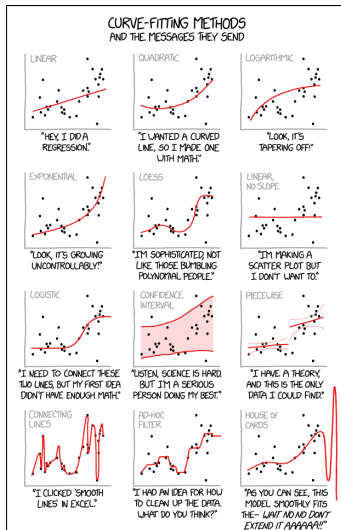 CURVE-FITTING METHODS
AND THE MESSAGES THEY SEND
LINEAR
"HEY, I DID A
REGRESSION."
QUADRATIC
"I WANTED A CURVED
LINE, SO I MADE ONE
WITH MATH."
LOGARITHMIC
"LOOK, IT'S
TAPERING OFF!"
EXPONENTIAL
"LOOK, IT'S GROWING
UNCONTROLLABLY!"
LOESS
"I'M SOPHISTICATED, NOT
LIKE THOSE BUMBLING
POLYNOMIAL PEOPLE."
LINEAR,
NO SLOPE
"I'M MAKING A
SCATTER PLOT BUT
I DON'T WANT TO."
LOGISTIC
"I NEED TO CONNECT THESE
TWO LINES, BUT MY FIRST IDEA
DIDN'T HAVE ENOUGH MATH."
CONFIDENCE
INTERVAL
"LISTEN, SCIENCE IS HARD.
BUT I'M A SERIOUS
PERSON DOING MY BEST."
PIECEWISE
"I HAVE A THEORY,
AND THIS IS THE ONLY
DATA I COULD FIND."
CONNECTING
LINES
"I CLICKED 'SMOOTH
LINES' IN EXCEL."
AD-HOC
FILTER
"I HAD AN IDEA FOR HOW
TO CLEAN UP THE DATA.
WHAT DO YOU THINK?"
HOUSE OF
CARDS
"AS YOU CAN SEE, THIS
MODEL SMOOTHLY FITS
THE- WAIT NO NO DON'T
EXTEND IT AAAAAA!!"